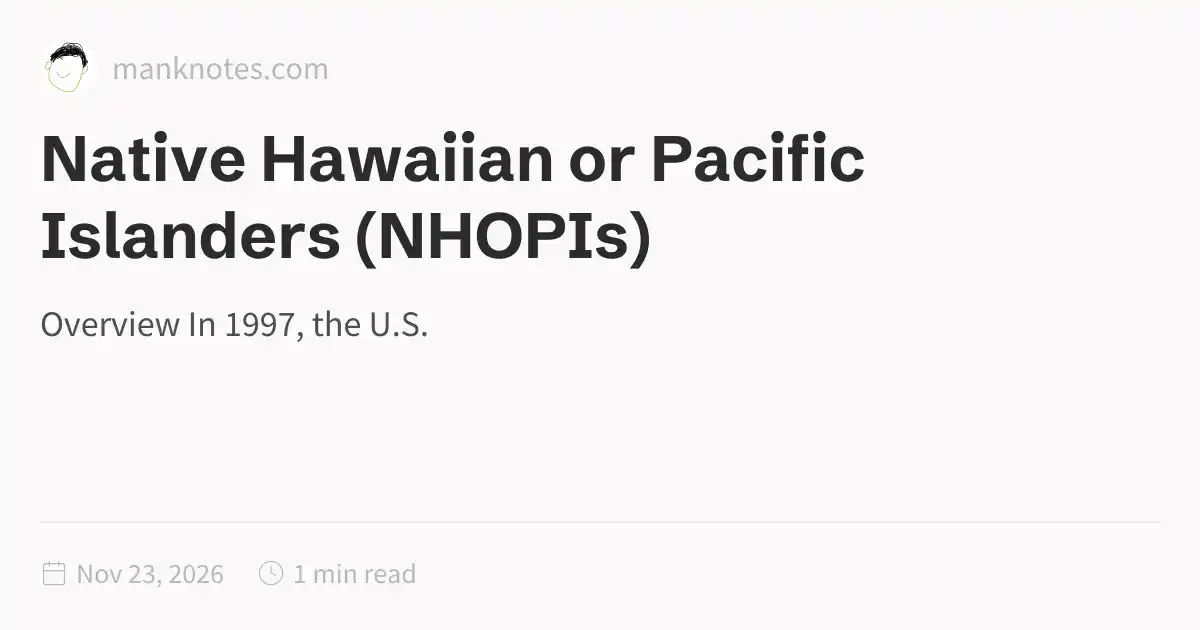 manknotes.com
Native Hawaiian or Pacific
Islanders (NHOPIs)
Overview In 1997, the U.S.
Nov 23, 2026 1 min read